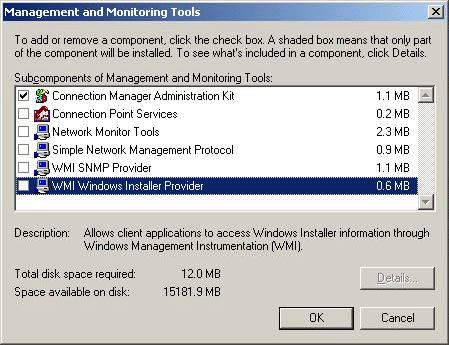 Management and Monitoring Tools
To add or remove a component, click the check box. A shaded box means that only part
of the component will be installed. To see what's included in a component, click Details.
Subcomponents of Management and Monitoring Tools:
Connection Manager Administration Kit 1.1 MB
Connection Point Services 0.2 MB
Network Monitor Tools 2.3 MB
Simple Network Management Protocol 0.9 MB
WMI SNMP Provider 1.1 MB
WMI Windows Installer Provider 0.6 MB
Description: Allows client applications to access Windows Installer information through
Windows Management Instrumentation (WMI).
Total disk space required: 12.0 MB
Details...
Space available on disk: 15181.9 MB
OK Cancel